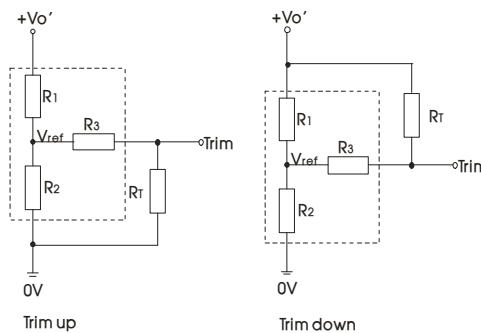 +Vo'
R1
Vref
R3
Trim
R2
RT
0V
Trim up
+Vo'
R1
RT
Vref
R3
Trim
R2
0V
Trim down